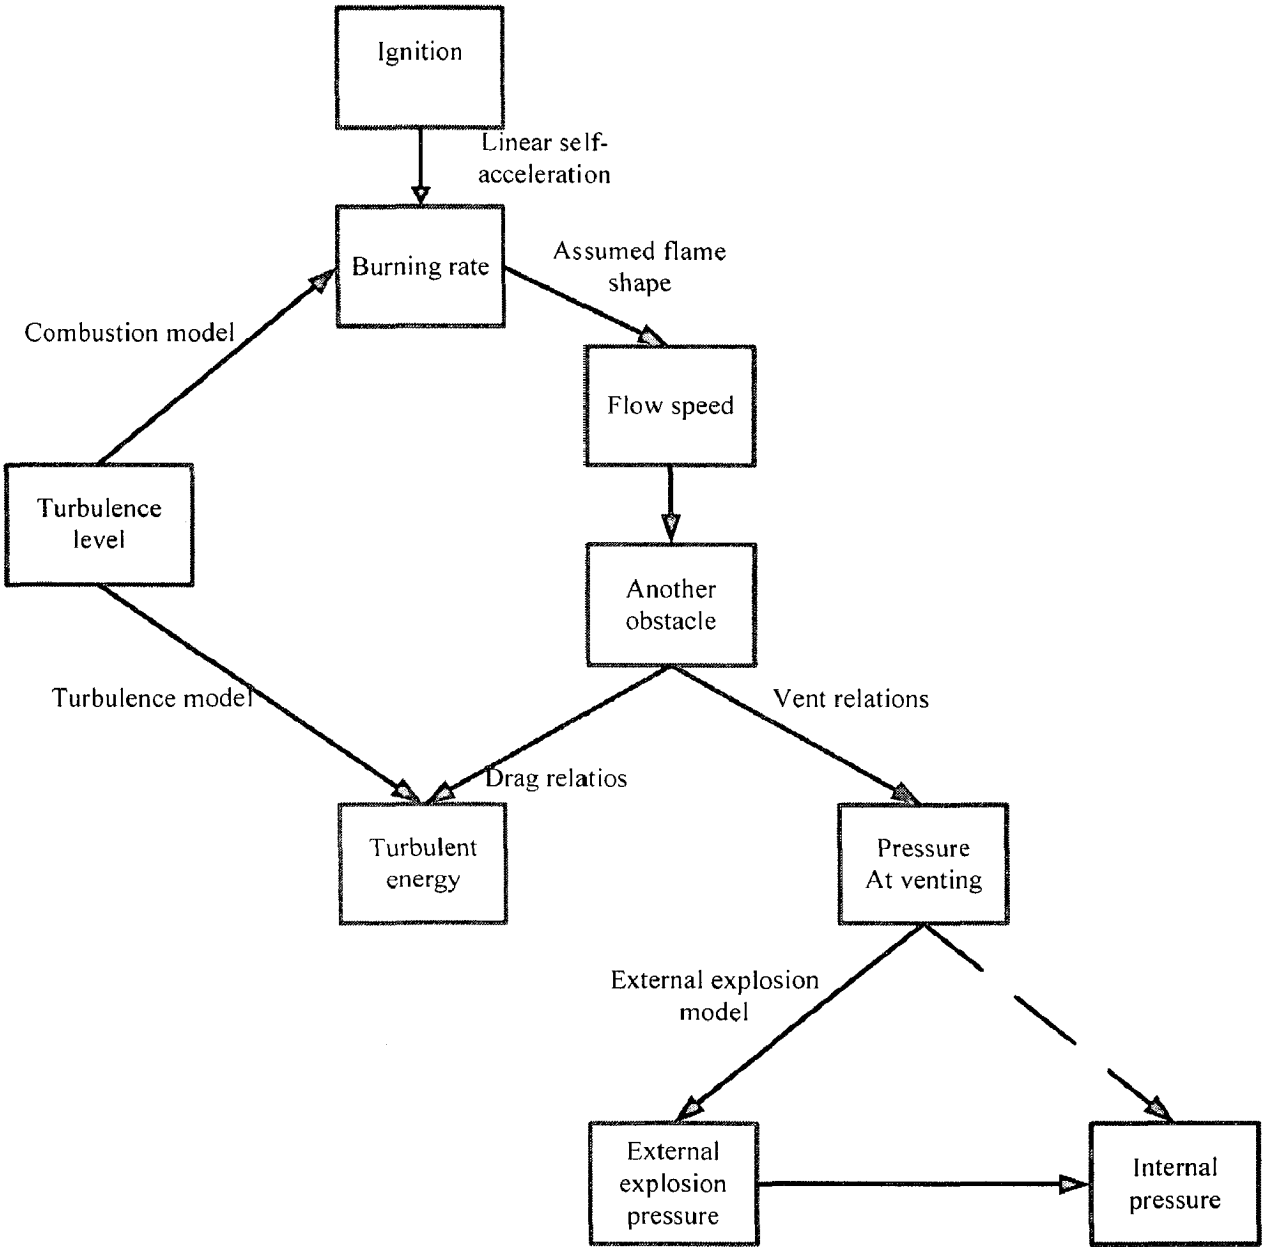 Ignition
Linear self-
acceleration
Burning rate
Assumed flame
shape
Combustion model
Flow speed
Turbulence
level
Another
obstacle
Turbulence model
Vent relations
Drag relatios
Turbulent
energy
Pressure
At venting
External explosion
model
External
explosion
pressure
Internal
pressure